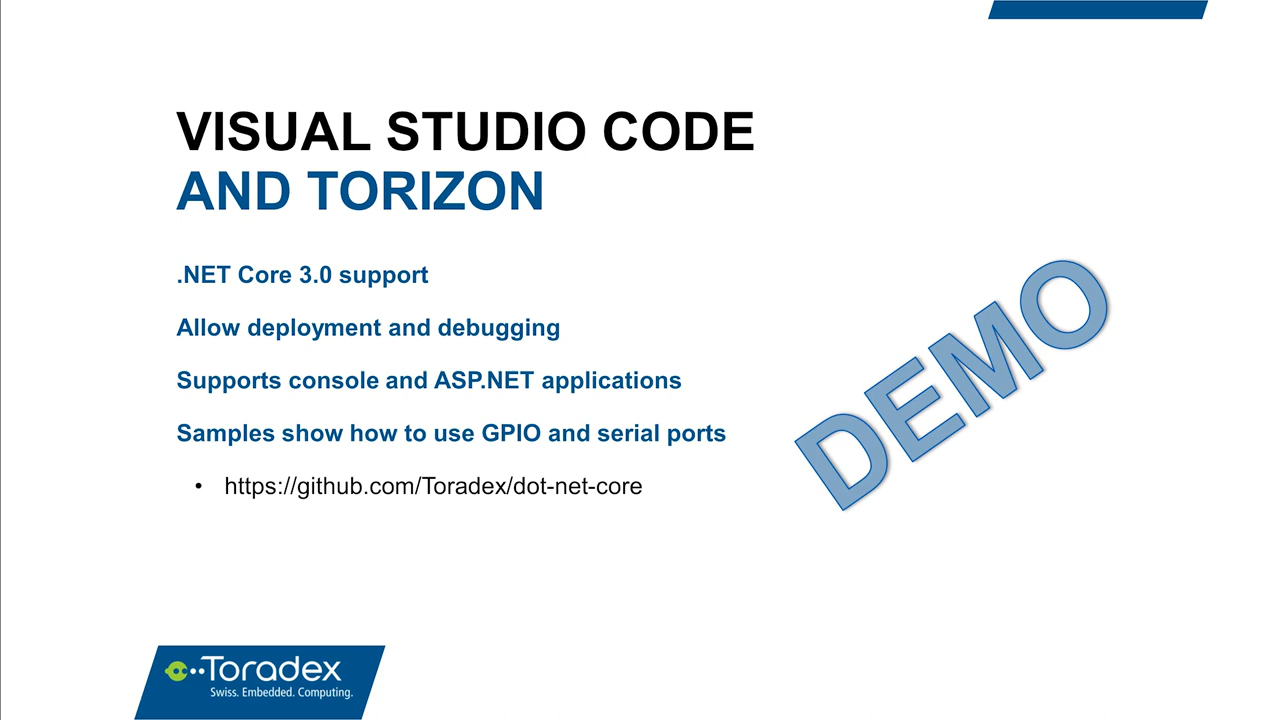 VISUAL STUDIO CODE
AND TORIZON
.NET Core 3.0 support
Allow deployment and debugging
Supports console and ASP.NET applications
Samples show how to use GPIO and serial ports
• https://github.com/Toradex/dot-net-core
DEMO
Toradex
Swiss. Embedded. Computing.